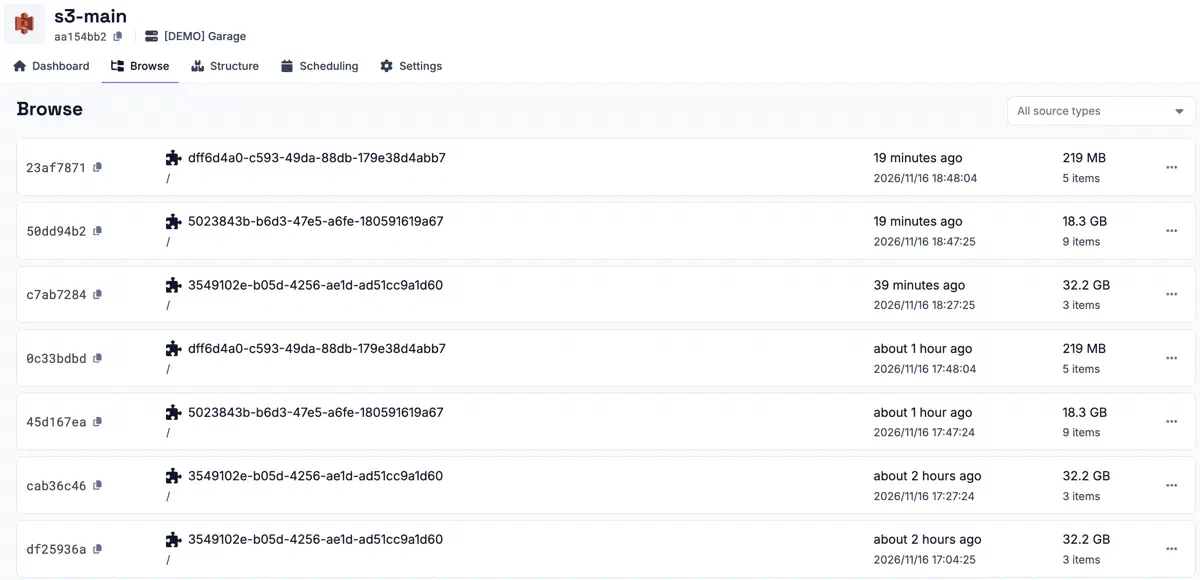 s3-main
aa154bb2 [DEMO] Garage
Dashboard Browse Structure Scheduling Settings
Browse
All source types
23af7871 dff6d4a0-c593-49da-88db-179e38d4abb7 19 minutes ago 219 MB
/ 2026/11/16 18:48:04 5 items
50dd94b2 5023843b-b6d3-47e5-a6fe-180591619a67 19 minutes ago 18.3 GB
/ 2026/11/16 18:47:25 9 items
c7ab7284 3549102e-b05d-4256-ae1d-ad51cc9a1d60 39 minutes ago 32.2 GB
/ 2026/11/16 18:27:25 3 items
0c33bdbd dff6d4a0-c593-49da-88db-179e38d4abb7 about 1 hour ago 219 MB
/ 2026/11/16 17:48:04 5 items
45d167ea 5023843b-b6d3-47e5-a6fe-180591619a67 about 1 hour ago 18.3 GB
/ 2026/11/16 17:47:24 9 items
cab36c46 3549102e-b05d-4256-ae1d-ad51cc9a1d60 about 2 hours ago 32.2 GB
/ 2026/11/16 17:27:24 3 items
df25936a 3549102e-b05d-4256-ae1d-ad51cc9a1d60 about 2 hours ago 32.2 GB
/ 2026/11/16 17:04:25 3 items